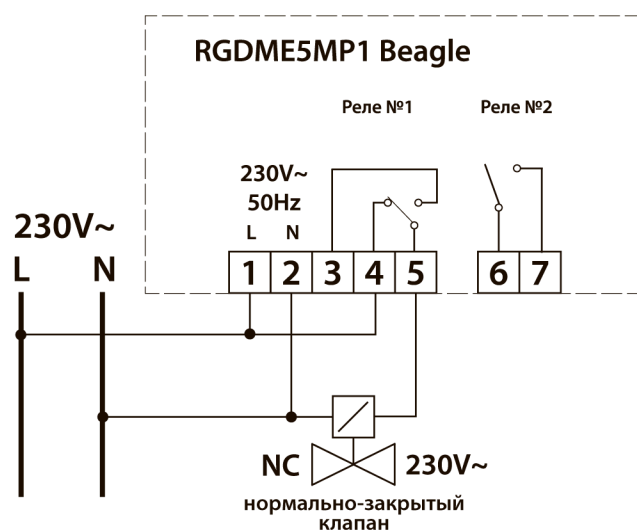 RGDME5MP1 Beagle
Реле №1
Реле №2
230V~
50Hz
L N
230V~
L N
1 2 3 4 5 6 7
NC 230V~
нормально-закрытый
клапан